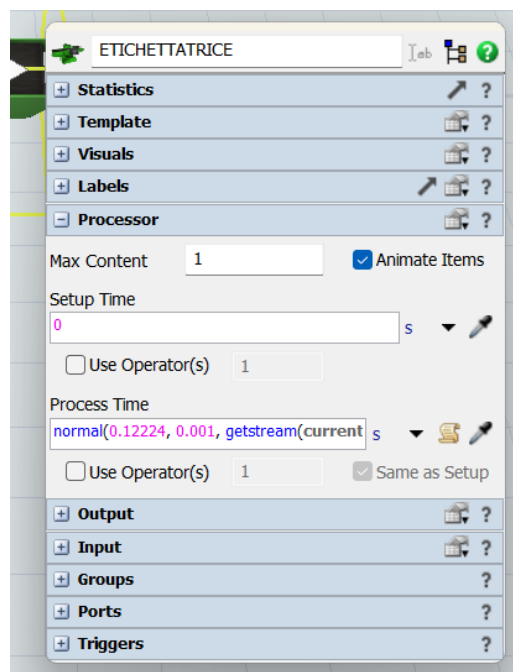 ETICHETTATRICE
Statistics ?
Template ?
Visuals ?
Labels ?
Processor ?
Max Content 1 Animate Items
Setup Time
0 s
Use Operator(s) 1
Process Time
normal(0.12224, 0.001, getstream(current s
Use Operator(s) 1 Same as Setup
Output ?
Input ?
Groups ?
Ports ?
Triggers ?